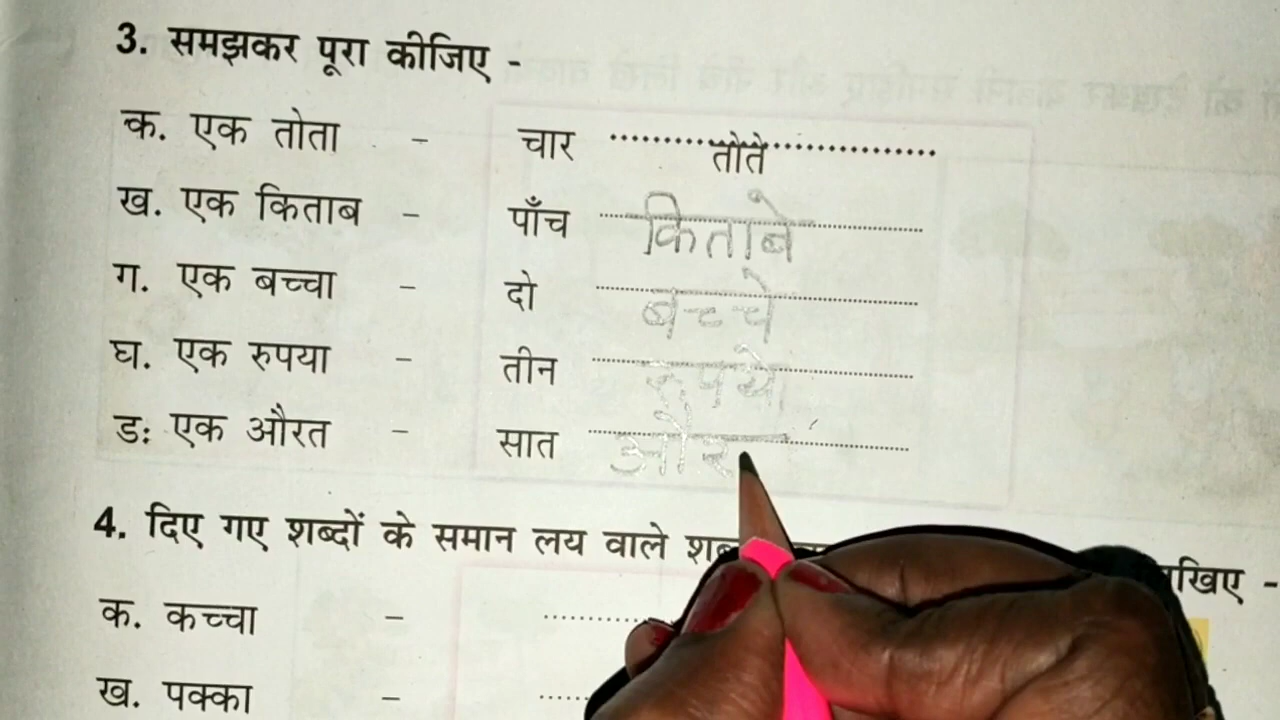 3. समझकर पूरा कीजिए -
क. एक तोता - चार तोते
ख. एक किताब - पाँच किताबे
ग. एक बच्चा - दो बच्चे
घ. एक रुपया - तीन रूपये
ङः एक औरत - सात और
4. दिए गए शब्दों के समान लय वाले
क. कच्चा -
ख. पक्का -